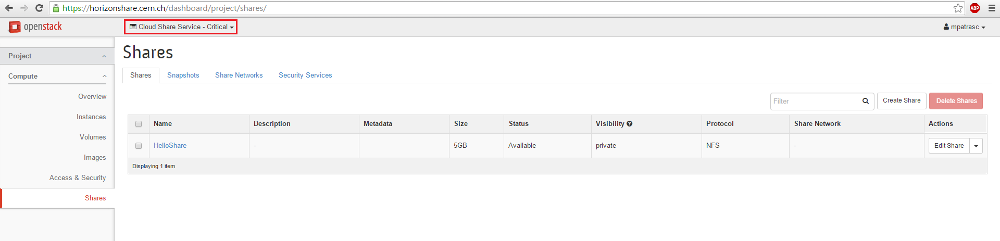 https://horizonshare.cern.ch/dashboard/project/shares/
ABP
openstack
Cloud Share Service - Critical
mpatrasc
Project
Compute
Overview
Instances
Volumes
Images
Access & Security
Shares
Shares
Shares Snapshots Share Networks Security Services
Filter Create Share Delete Shares
Name Description Metadata Size Status Visibility ? Protocol Share Network Actions
HelloShare - 5GB Available private NFS - Edit Share
Displaying 1 item